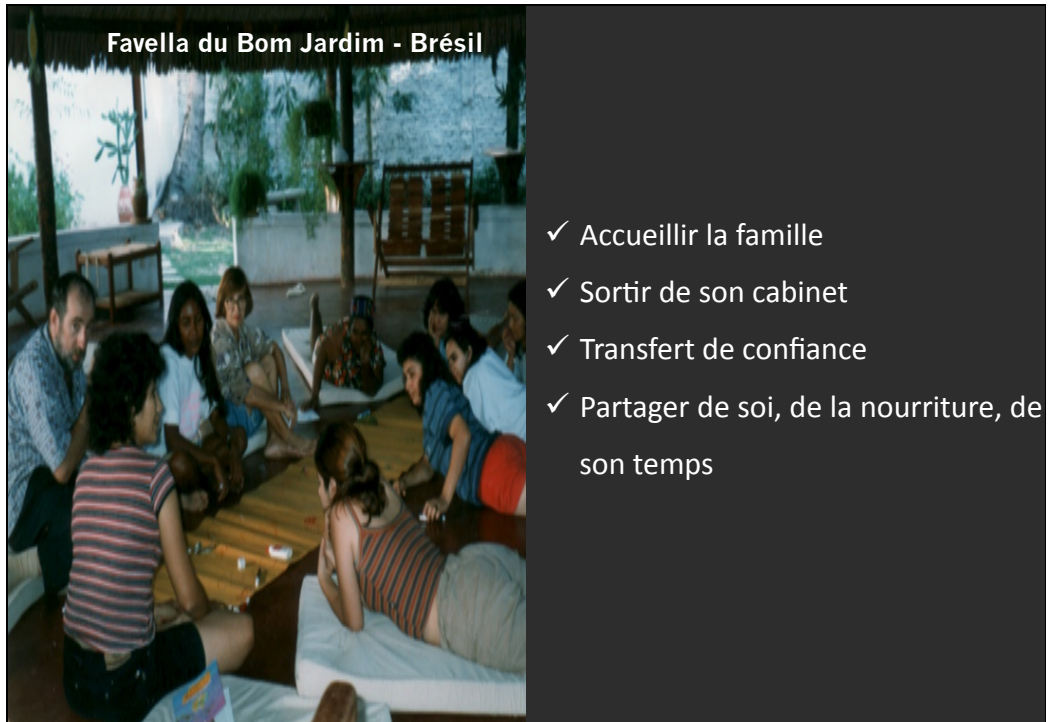 Favella du Bom Jardim - Brésil
✓ Accueillir la famille
✓ Sortir de son cabinet
✓ Transfert de confiance
✓ Partager de soi, de la nourriture, de
son temps